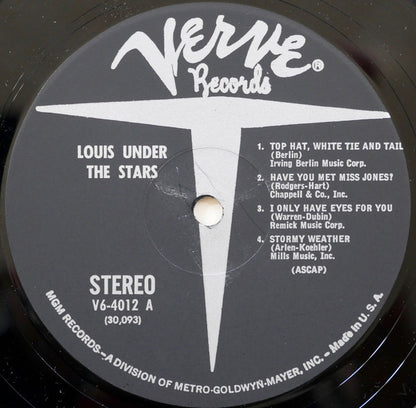 Verve®
Records
LOUIS UNDER
THE STARS
1. TOP HAT, WHITE TIE AND TAIL
(Berlin)
Irving Berlin Music Corp.
2. HAVE YOU MET MISS JONES?
(Rodgers-Hart)
Chappell & Co., Inc.
3. I ONLY HAVE EYES FOR YOU
(Warren-Dubin)
Remick Music Corp.
4. STORMY WEATHER
(Arlen-Koehler)
Mills Music, Inc.
(ASCAP)
STEREO
V6-4012 A
(30,093)
MGM RECORDS—A DIVISION OF METRO-GOLDWYN-MAYER, INC. — Made in U. S. A.